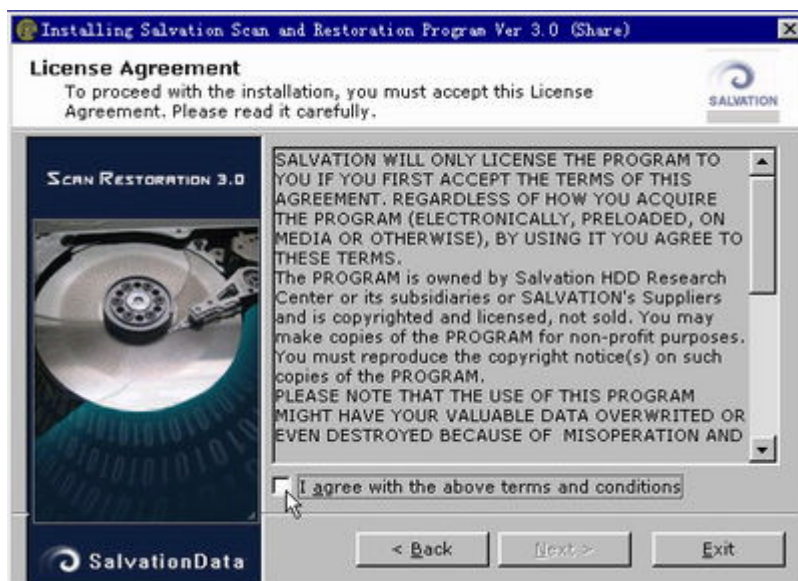 Installing Salvation Scan and Restoration Program Ver 3.0 (Share)
License Agreement
To proceed with the installation, you must accept this License
Agreement. Please read it carefully.
SALVATION
SCAN RESTORATION 3.0
SALVATION WILL ONLY LICENSE THE PROGRAM TO
YOU IF YOU FIRST ACCEPT THE TERMS OF THIS
AGREEMENT. REGARDLESS OF HOW YOU ACQUIRE
THE PROGRAM (ELECTRONICALLY, PRELOADED, ON
MEDIA OR OTHERWISE), BY USING IT YOU AGREE TO
THESE TERMS.
The PROGRAM is owned by Salvation HDD Research
Center or its subsidiaries or SALVATION's Suppliers
and is copyrighted and licensed, not sold. You may
make copies of the PROGRAM for non-profit purposes.
You must reproduce the copyright notice(s) on such
copies of the PROGRAM.
PLEASE NOTE THAT THE USE OF THIS PROGRAM
MIGHT HAVE YOUR VALUABLE DATA OVERWRITED OR
EVEN DESTROYED BECAUSE OF MISOPERATION AND
I agree with the above terms and conditions
SalvationData
< Back
Next >
Exit